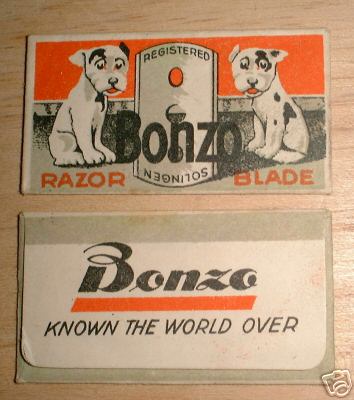 REGISTERED
Bonzo
SOLINGEN
RAZOR BLADE
Bonzo
KNOWN THE WORLD OVER